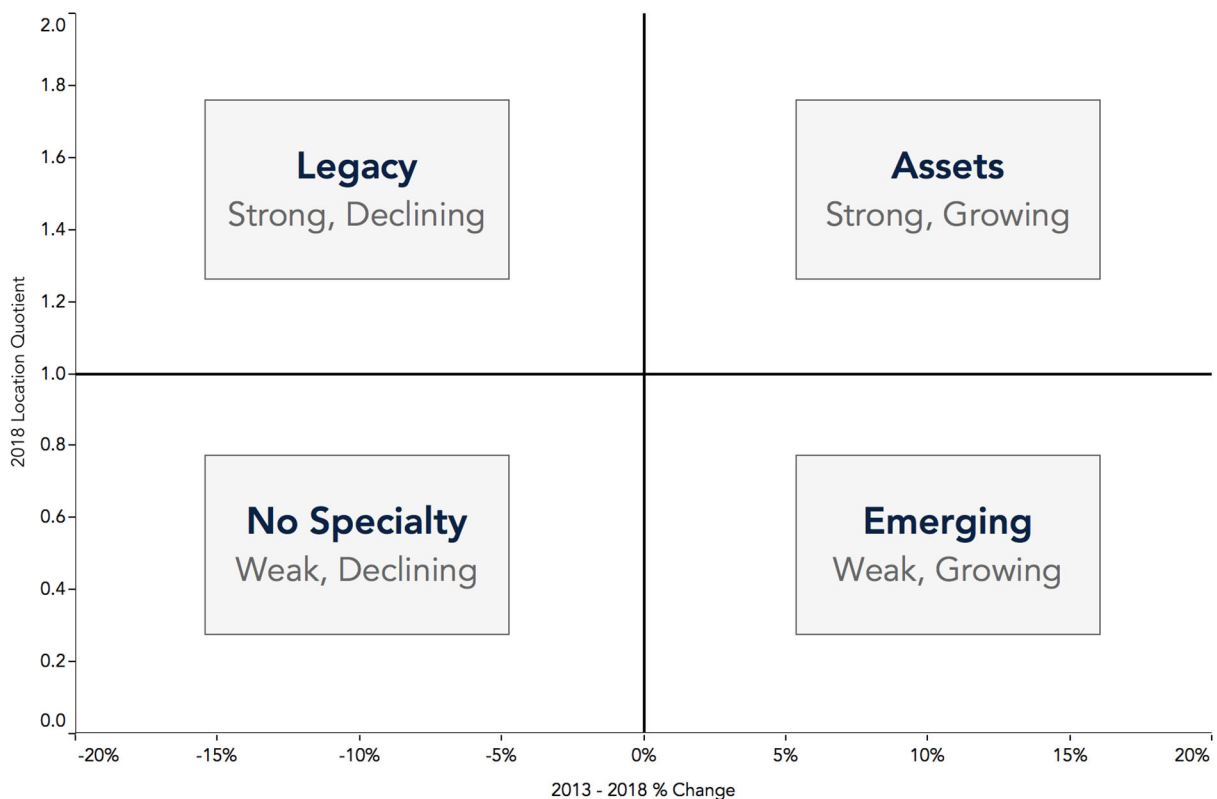 2.0
1.8
Legacy
Strong, Declining
Assets
Strong, Growing
1.6
1.4
1.2
1.0
2018 Location Quotient
0.8
No Specialty
Weak, Declining
Emerging
Weak, Growing
0.6
0.4
0.2
0.0
-20% -15% -10% -5% 0% 5% 10% 15% 20%
2013 - 2018 % Change